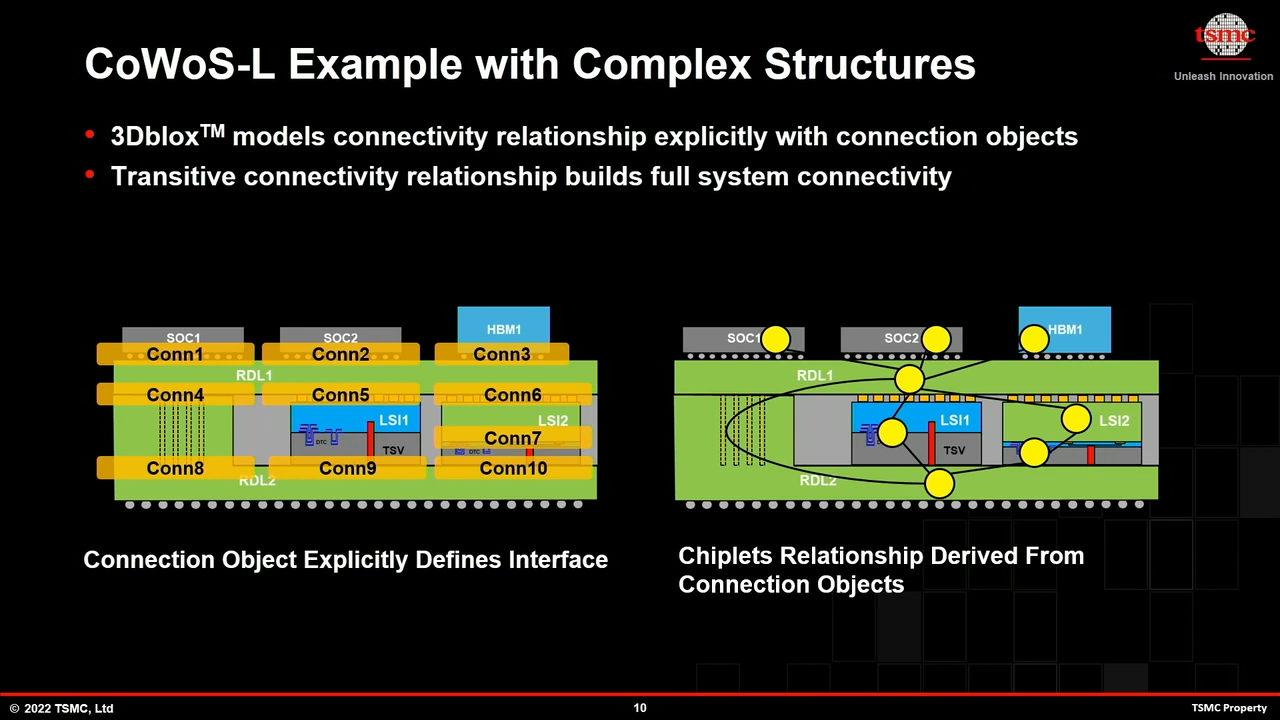 CoWoS-L Example with Complex Structures
tsmc
Unleash Innovation
• 3Dblox™ models connectivity relationship explicitly with connection objects
• Transitive connectivity relationship builds full system connectivity
SOC1
SOC2
HBM1
Conn1
Conn2
Conn3
RDL1
Conn4
Conn5
Conn6
LSI1
LSI2
Conn7
DTC
TSV
DTC
Conn8
Conn9
Conn10
RDL2
SOC1
SOC2
HBM1
RDL1
LSI1
LSI2
TSV
RDL2
Connection Object Explicitly Defines Interface
Chiplets Relationship Derived From
Connection Objects
© 2022 TSMC, Ltd
10
TSMC Property